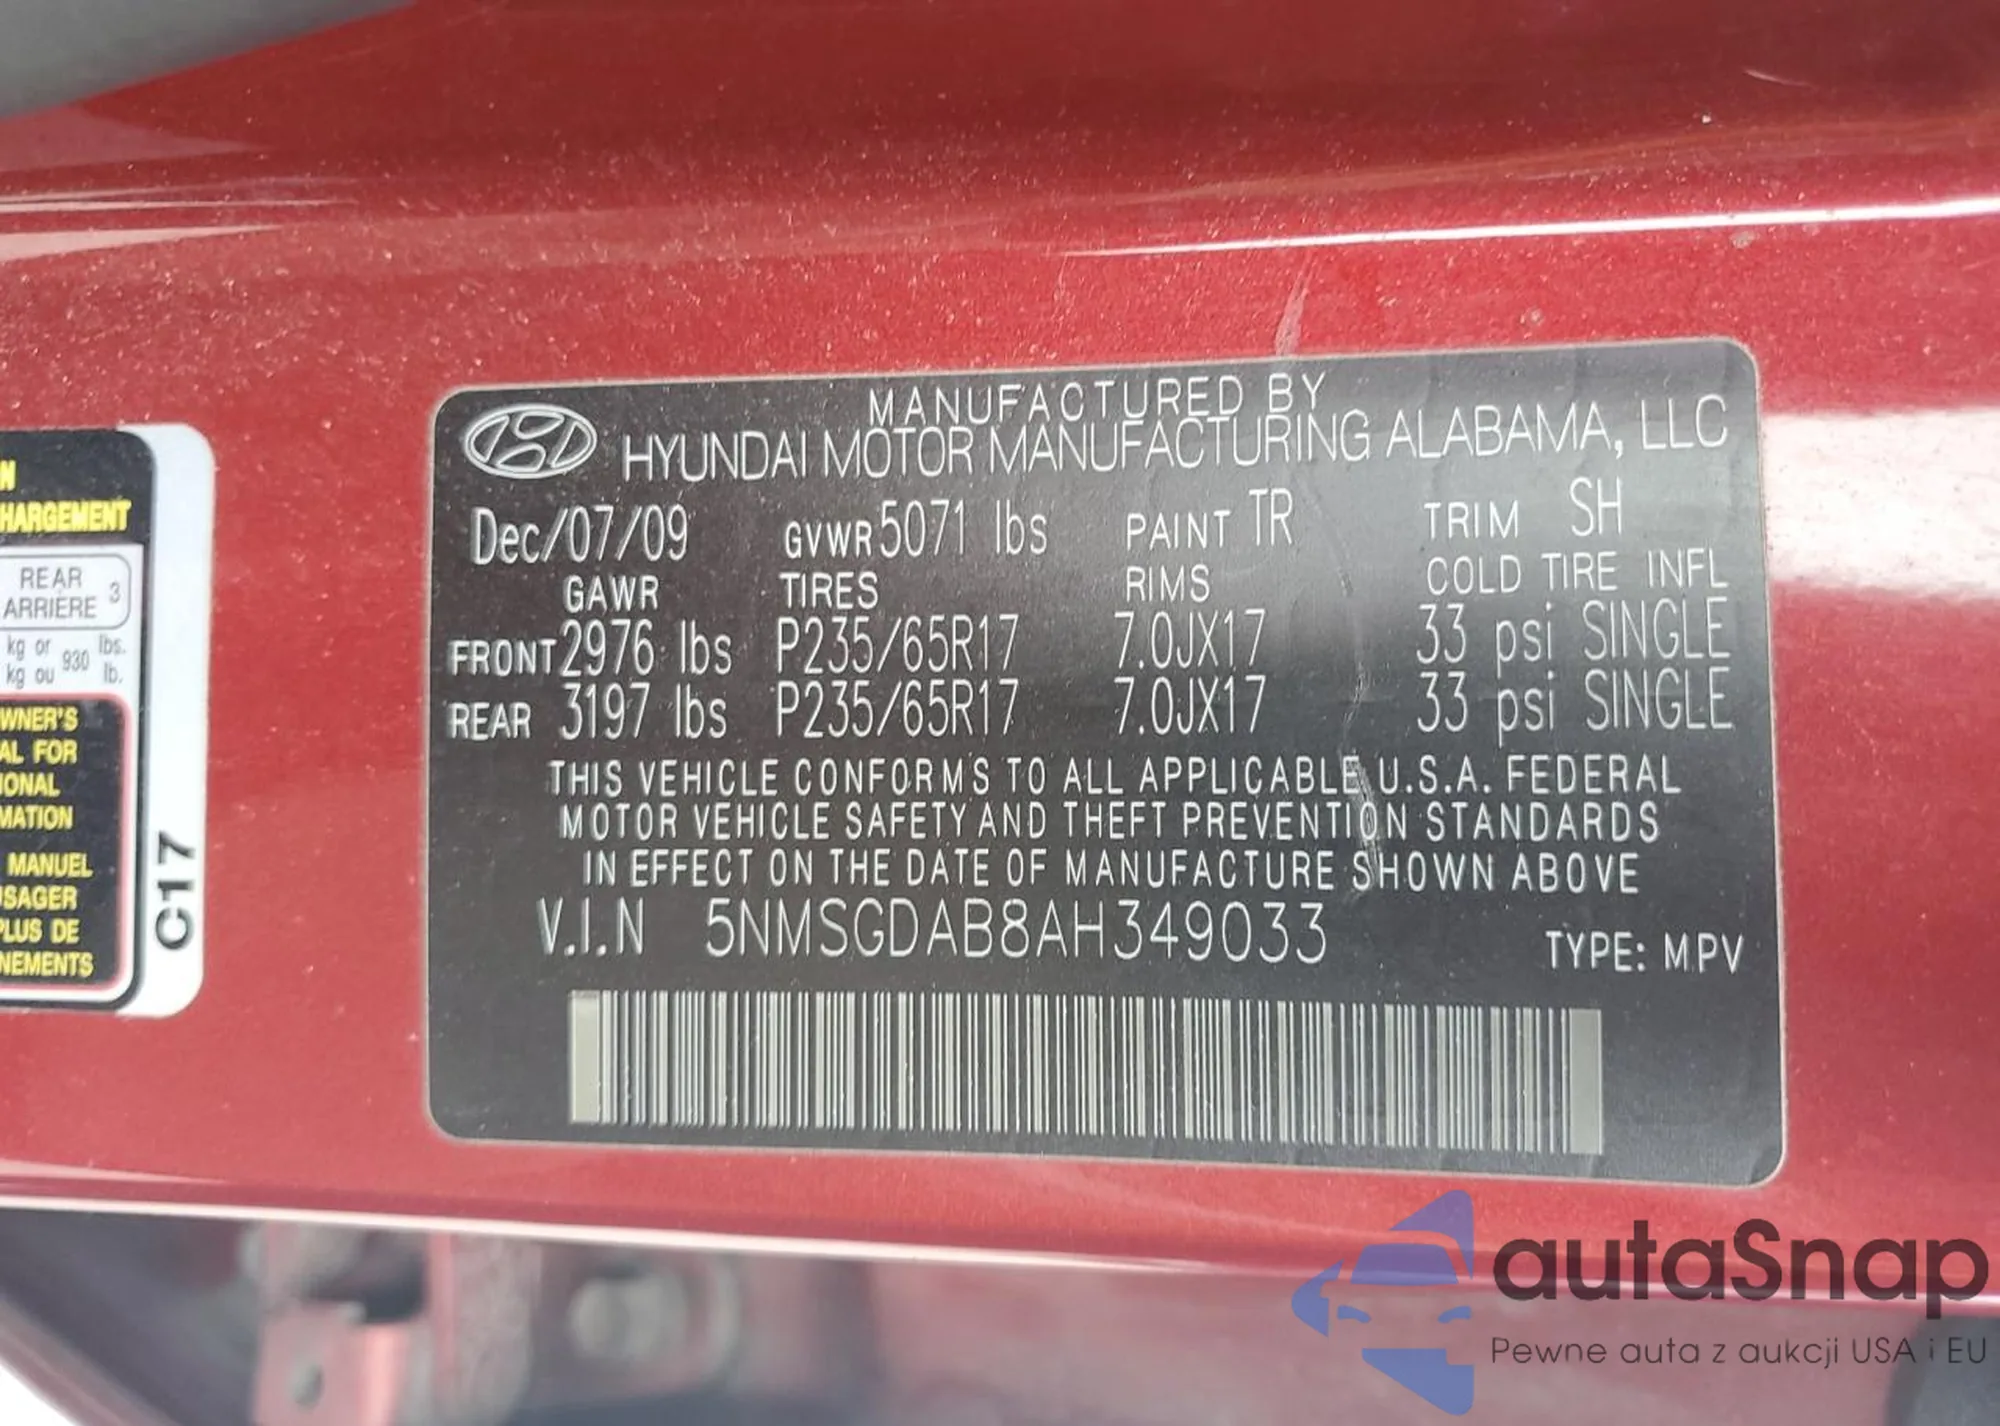 N
HARGEMENT
REAR
ARRIÈRE 3
kg or 930 lbs.
kg ou lb.
WNER'S
AL FOR
IONAL
MATION
MANUEL
USAGER
PLUS DE
NEMENTS
C17
MANUFACTURED BY
HYUNDAI MOTOR MANUFACTURING ALABAMA, LLC
Dec/07/09 GVWR 5071 lbs PAINT TR TRIM SH
GAWR TIRES RIMS COLD TIRE INFL
FRONT 2976 lbs P235/65R17 7.0JX17 33 psi SINGLE
REAR 3197 lbs P235/65R17 7.0JX17 33 psi SINGLE
THIS VEHICLE CONFORMS TO ALL APPLICABLE U.S.A. FEDERAL
MOTOR VEHICLE SAFETY AND THEFT PREVENTION STANDARDS
IN EFFECT ON THE DATE OF MANUFACTURE SHOWN ABOVE
V.I.N 5NMSGDAB8AH349033 TYPE: MPV
autaSnap
Pewne auta z aukcji USA i EU